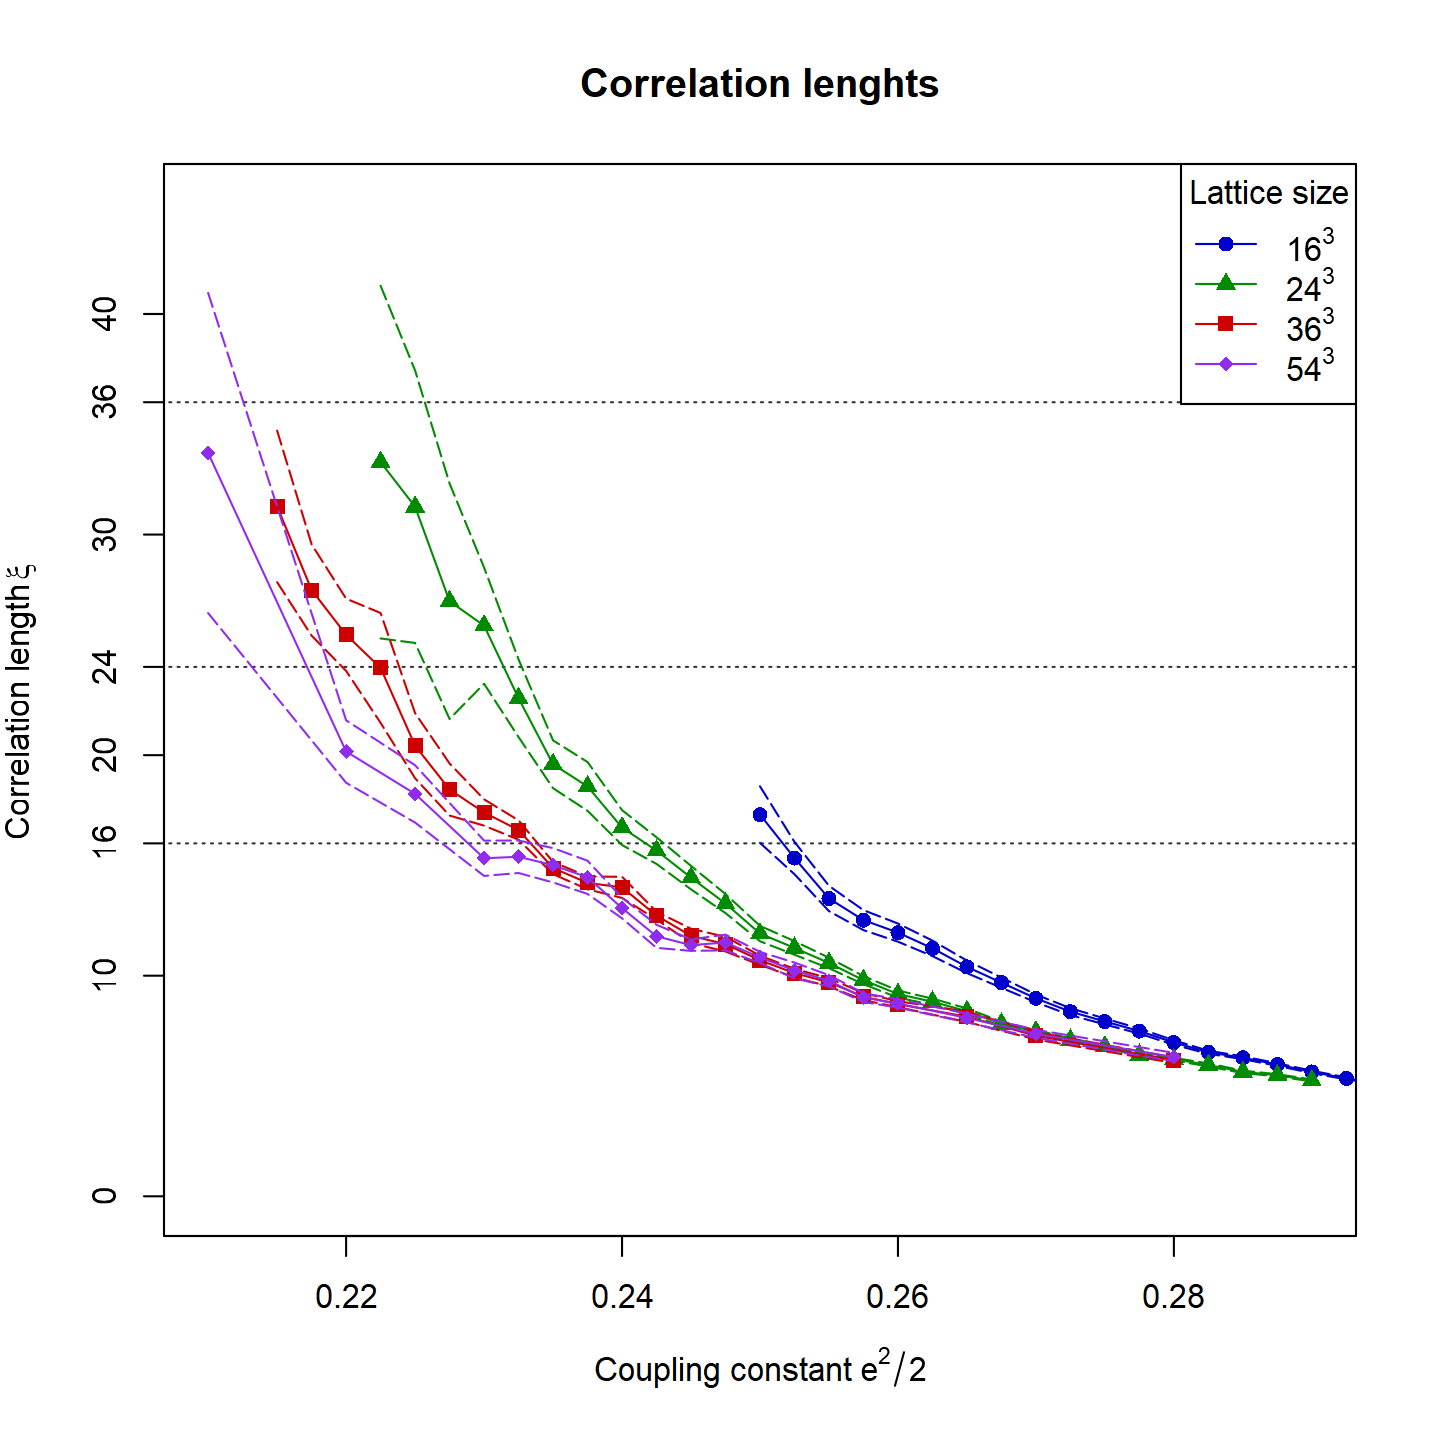 Correlation lenghts
Lattice size
16³
24³
36³
54³
40
36
30
24
20
16
10
0
Correlation length ξ
0.22 0.24 0.26 0.28
Coupling constant e²/2